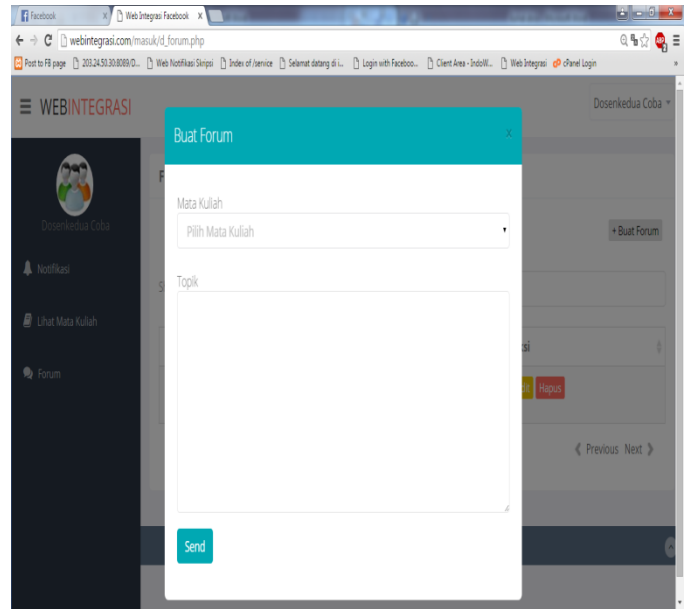 Facebook
Web Integrasi Facebook
webintegrasi.com/masuk/d_forum.php
Post to FB page
203.24.50.30:8089/D...
Web Notifikasi Skripsi
Index of /service
Selamat datang di i...
Login with Faceboo...
Client Area - IndoW...
Web Integrasi
cPanel Login
WEBINTEGRASI
Dosenkedua Coba
Buat Forum
x
Dosenkedua Coba
Mata Kuliah
Pilih Mata Kuliah
+ Buat Forum
Notifikasi
Topik
Lihat Mata Kuliah
Forum
Hapus
Previous Next
Send